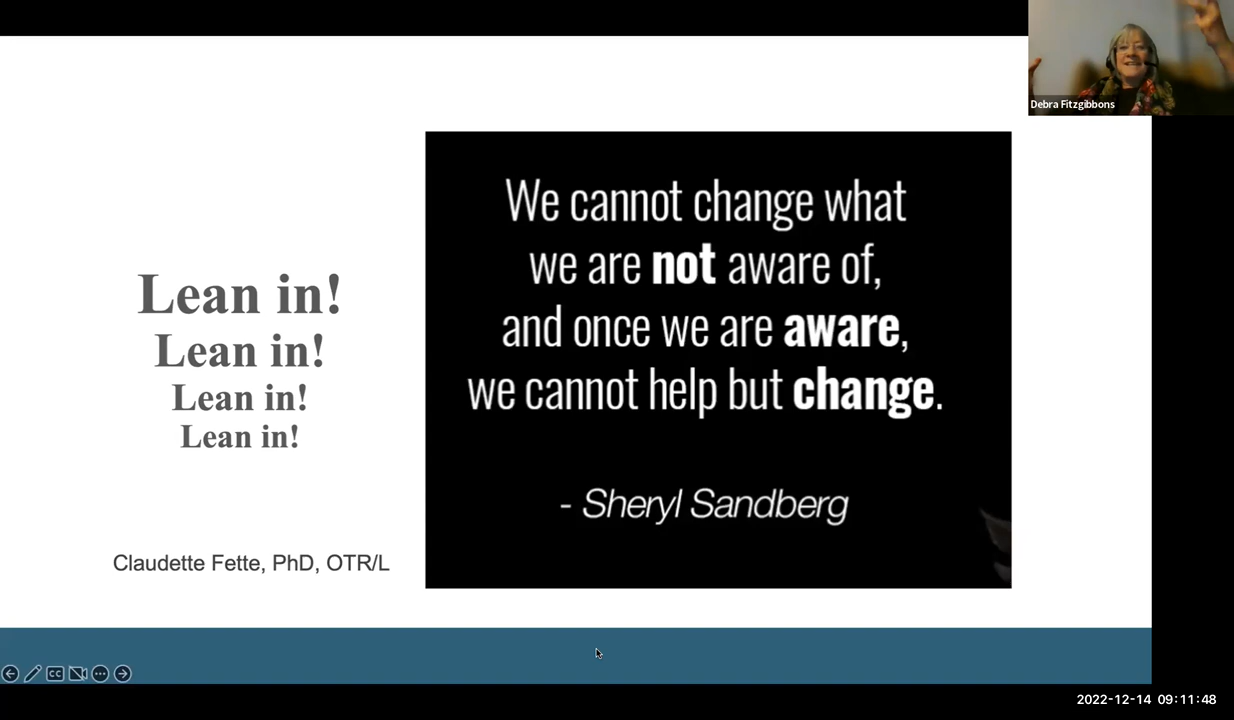 Debra Fitzgibbons
Lean in!
Lean in!
Lean in!
Lean in!
Claudette Fette, PhD, OTR/L
We cannot change what
we are not aware of,
and once we are aware,
we cannot help but change.
- Sheryl Sandberg
CC
2022-12-14 09:11:48